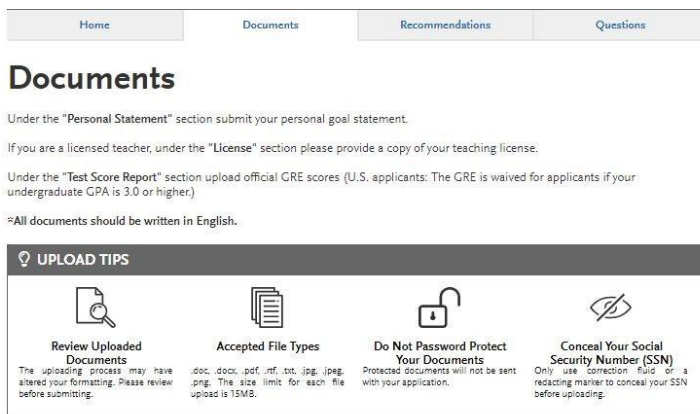 Home Documents Recommendations Questions
Documents
Under the "Personal Statement" section submit your personal goal statement.
If you are a licensed teacher, under the "License" section please provide a copy of your teaching license.
Under the "Test Score Report" section upload official GRE scores (U.S. applicants: The GRE is waived for applicants if your
undergraduate GPA is 3.0 or higher.)
*All documents should be written in English.
UPLOAD TIPS
Review Uploaded
Documents
The uploading process may have
altered your formatting. Please review
before submitting.
Accepted File Types
.doc, .docx, .pdf, .rtf, .txt, .jpg, .jpeg,
.png. The size limit for each file
upload is 15MB.
Do Not Password Protect
Your Documents
Protected documents will not be sent
with your application.
Conceal Your Social
Security Number (SSN)
Only use correction fluid or a
redacting marker to conceal your SSN
before uploading.